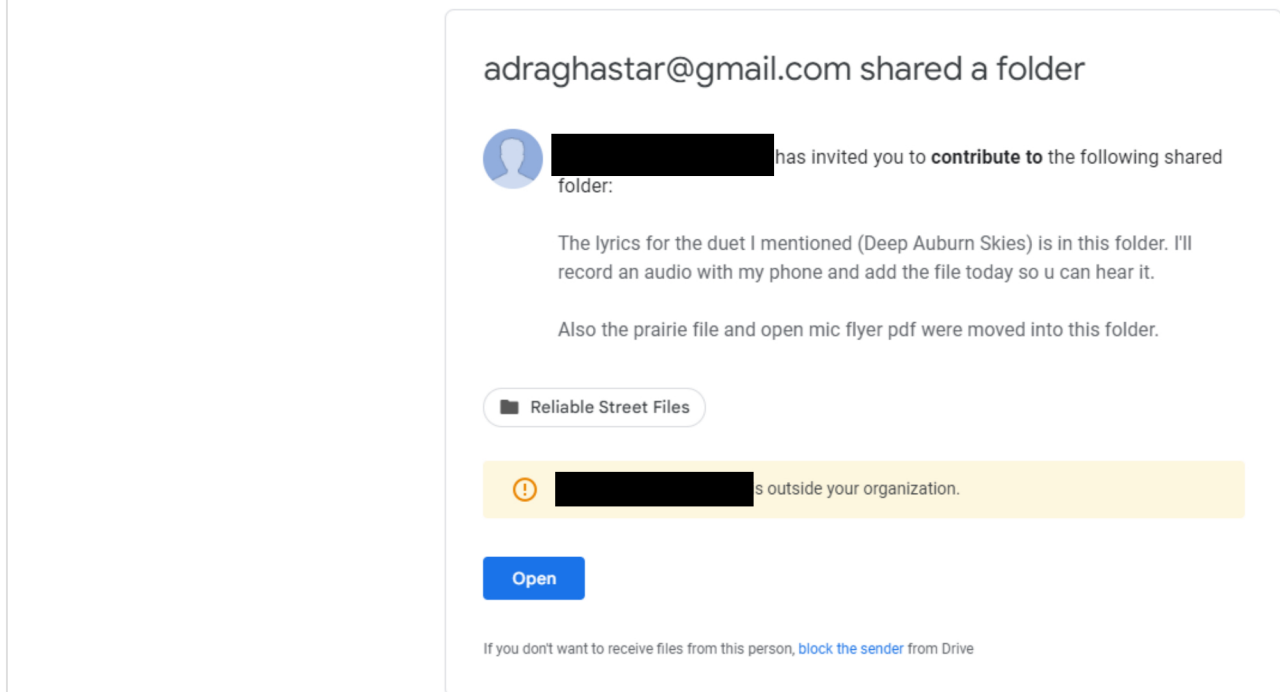 adraghastar@gmail.com shared a folder
has invited you to contribute to the following shared
folder:
The lyrics for the duet I mentioned (Deep Auburn Skies) is in this folder. I'll
record an audio with my phone and add the file today so u can hear it.
Also the prairie file and open mic flyer pdf were moved into this folder.
Reliable Street Files
s outside your organization.
Open
If you don't want to receive files from this person, block the sender from Drive